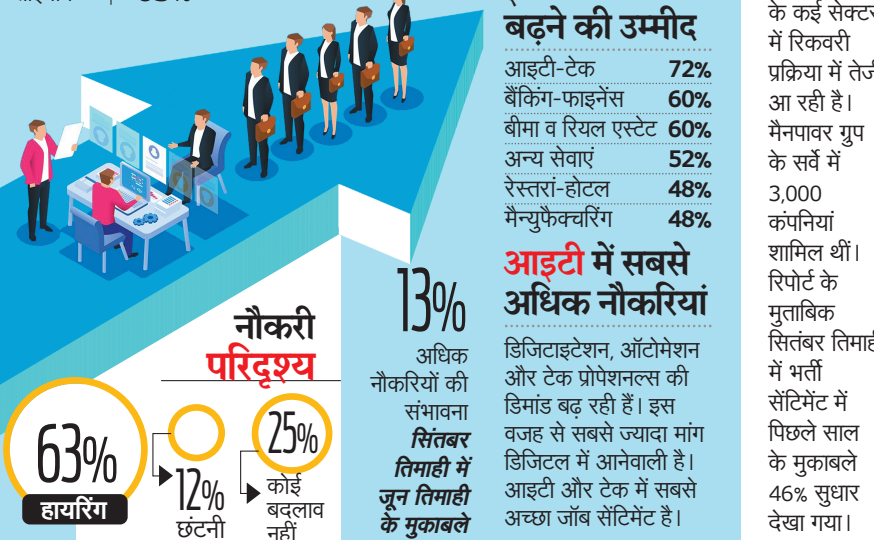 बढ़ने की उम्मीद
आइटी-टेक 72%
बैंकिंग-फाइनेंस 60%
बीमा व रियल एस्टेट 60%
अन्य सेवाएं 52%
रेस्तरां-होटल 48%
मैन्युफैक्चरिंग 48%
आइटी में सबसे
अधिक नौकरियां
डिजिटाइटेशन, ऑटोमेशन
और टेक प्रोपेशनल्स की
डिमांड बढ़ रही हैं। इस
वजह से सबसे ज्यादा मांग
डिजिटल में आनेवाली है।
आइटी और टेक में सबसे
अच्छा जॉब सेंटिमेंट है।
13%
अधिक
नौकरियों की
संभावना
सिंतबर
तिमाही में
जून तिमाही
के मुकाबले
नौकरी
परिदृश्य
63%
हायरिंग
12%
छंटनी
25%
कोई
बदलाव
नहीं
के कई सेक्टर
में रिकवरी
प्रक्रिया में तेजी
आ रही है।
मैनपावर ग्रुप
के सर्वे में
3,000
कंपनियां
शामिल थीं।
रिपोर्ट के
मुताबिक
सितंबर तिमाही
में भर्ती
सेंटिमेंट में
पिछले साल
के मुकाबले
46% सुधार
देखा गया।